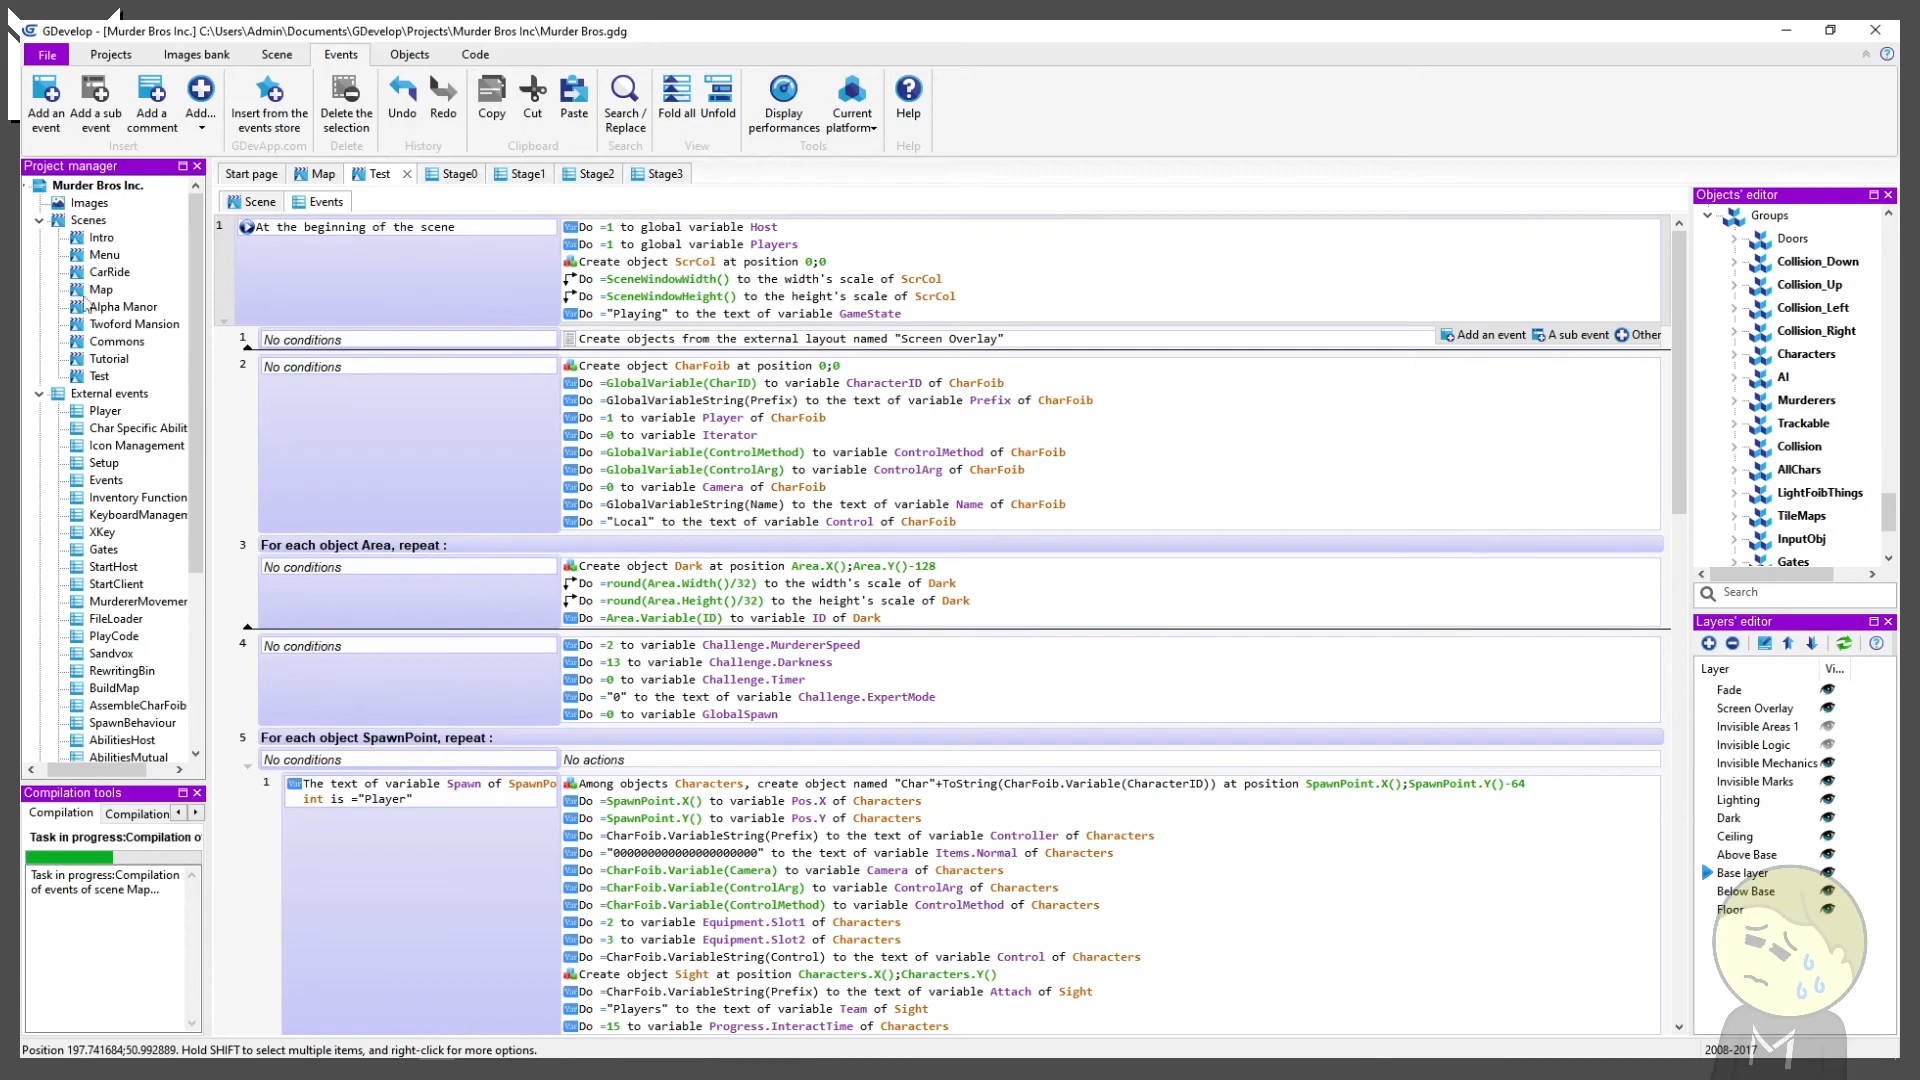 GDevelop - [Murder Bros Inc.] C:\Users\Admin\Documents\GDevelop\Projects\Murder Bros Inc\Murder Bros.gdg
File
Projects
Images bank
Scene
Events
Objects
Code
Add an event
Add a sub event
Add a comment
Add...
Insert from the events store
Delete the selection
Undo
Redo
Copy
Cut
Paste
Search / Replace
Fold all
Unfold
Display performances
Current platform
Help
Insert
GDevApp.com
Delete
History
Clipboard
Search
View
Tools
Help
Project manager
Murder Bros Inc.
Images
Scenes
Intro
Menu
CarRide
Map
Alpha Manor
Twoford Mansion
Commons
Tutorial
Test
External events
Player
Char Specific Abilit
Icon Management
Setup
Events
Inventory Function
KeyboardManagem
XKey
Gates
StartHost
StartClient
MurdererMovemer
FileLoader
PlayCode
Sandvox
RewritingBin
BuildMap
AssembleCharFoib
SpawnBehaviour
AbilitiesHost
AbilitiesMutual
Compilation tools
Compilation
Compilation
Task in progress:Compilation o
Task in progress:Compilation
of events of scene Map...
Start page
Map
Test
Stage0
Stage1
Stage2
Stage3
Scene
Events
1
At the beginning of the scene
Do =1 to global variable Host
Do =1 to global variable Players
Create object ScrCol at position 0;0
Do =SceneWindowWidth() to the width's scale of ScrCol
Do =SceneWindowHeight() to the height's scale of ScrCol
Do ="Playing" to the text of variable GameState
1
No conditions
Create objects from the external layout named "Screen Overlay"
Add an event
A sub event
Other
2
No conditions
Create object CharFoib at position 0;0
Do =GlobalVariable(CharID) to variable CharacterID of CharFoib
Do =GlobalVariableString(Prefix) to the text of variable Prefix of CharFoib
Do =1 to variable Player of CharFoib
Do =0 to variable Iterator
Do =GlobalVariable(ControlMethod) to variable ControlMethod of CharFoib
Do =GlobalVariable(ControlArg) to variable ControlArg of CharFoib
Do =0 to variable Camera of CharFoib
Do =GlobalVariableString(Name) to the text of variable Name of CharFoib
Do ="Local" to the text of variable Control of CharFoib
3
For each object Area, repeat :
No conditions
Create object Dark at position Area.X();Area.Y()-128
Do =round(Area.Width()/32) to the width's scale of Dark
Do =round(Area.Height()/32) to the height's scale of Dark
Do =Area.Variable(ID) to variable ID of Dark
4
No conditions
Do =2 to variable Challenge.MurdererSpeed
Do =13 to variable Challenge.Darkness
Do =0 to variable Challenge.Timer
Do ="0" to the text of variable Challenge.ExpertMode
Do =0 to variable GlobalSpawn
5
For each object SpawnPoint, repeat :
No conditions
No actions
1
The text of variable Spawn of SpawnPo
int is ="Player"
Among objects Characters, create object named "Char"+ToString(CharFoib.Variable(CharacterID)) at position SpawnPoint.X();SpawnPoint.Y()-64
Do =SpawnPoint.X() to variable Pos.X of Characters
Do =SpawnPoint.Y() to variable Pos.Y of Characters
Do =CharFoib.VariableString(Prefix) to the text of variable Controller of Characters
Do ="000000000000000000000" to the text of variable Items.Normal of Characters
Do =CharFoib.Variable(Camera) to variable Camera of Characters
Do =CharFoib.Variable(ControlArg) to variable ControlArg of Characters
Do =CharFoib.Variable(ControlMethod) to variable ControlMethod of Characters
Do =2 to variable Equipment.Slot1 of Characters
Do =3 to variable Equipment.Slot2 of Characters
Do =CharFoib.VariableString(Control) to the text of variable Control of Characters
Create object Sight at position Characters.X();Characters.Y()
Do =CharFoib.VariableString(Prefix) to the text of variable Attach of Sight
Do ="Players" to the text of variable Team of Sight
Do =15 to variable Progress.InteractTime of Characters
Objects' editor
Groups
Doors
Collision_Down
Collision_Up
Collision_Left
Collision_Right
Characters
AI
Murderers
Trackable
Collision
AllChars
LightFoibThings
TileMaps
InputObj
Gates
Search
Layers' editor
Layer
Vi...
Fade
Screen Overlay
Invisible Areas 1
Invisible Logic
Invisible Mechanics
Invisible Marks
Lighting
Dark
Ceiling
Above Base
Base layer
Below Base
Floor
Position 197.741684;50.992889. Hold SHIFT to select multiple items, and right-click for more options.
2008-2017